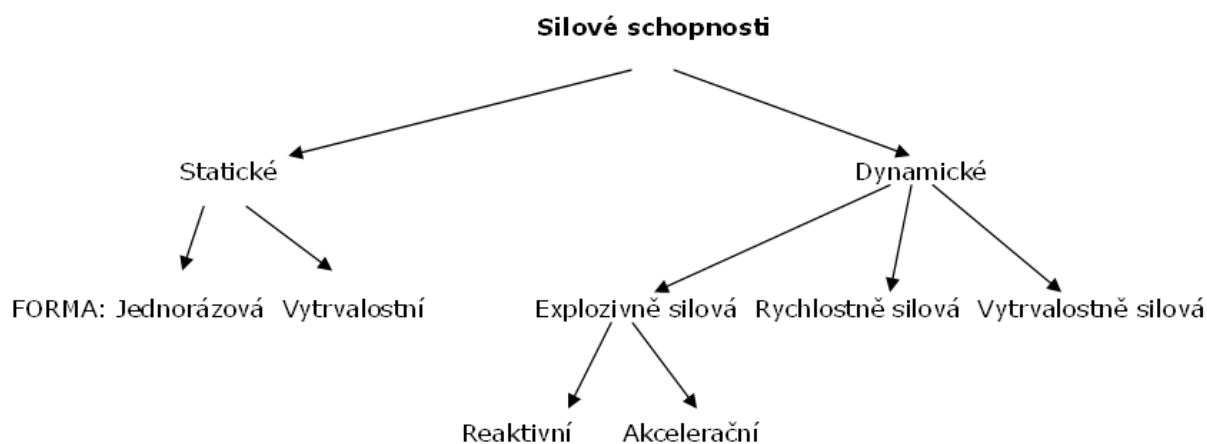 Silové schopnosti
Statické Dynamické
FORMA: Jednorázová Vytrvalostní Explozivně silová Rychlostně silová Vytrvalostně silová
Reaktivní Akcelerační